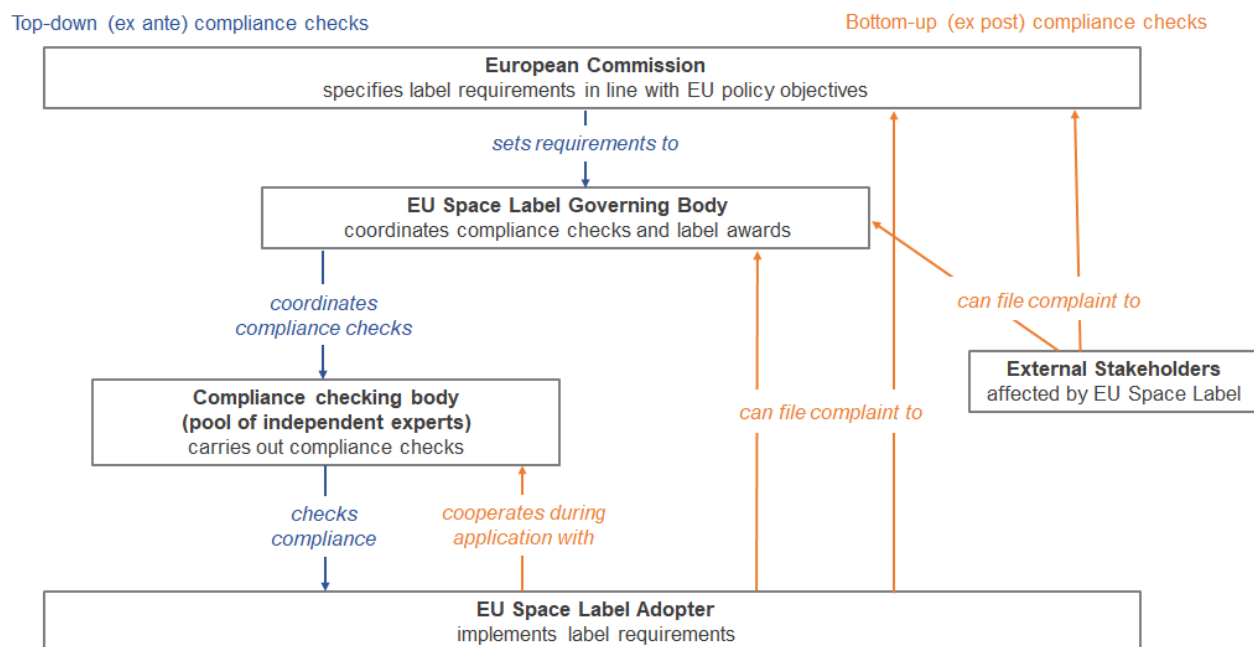 Top-down (ex ante) compliance checks
Bottom-up (ex post) compliance checks
European Commission
specifies label requirements in line with EU policy objectives
sets requirements to
EU Space Label Governing Body
coordinates compliance checks and label awards
coordinates
compliance checks
can file complaint to
External Stakeholders
affected by EU Space Label
Compliance checking body
(pool of independent experts)
carries out compliance checks
can file complaint to
checks
compliance
cooperates during
application with
EU Space Label Adopter
implements label requirements